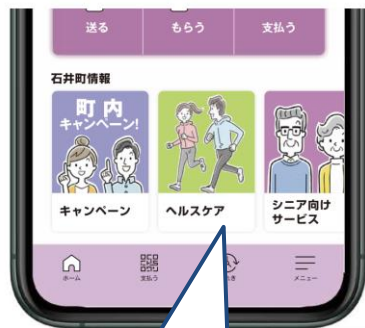 送る もらう 支払う
石井町情報
町内
キャンペーン!
キャンペーン ヘルスケア シニア向け
サービス
ホーム 支払う メニュー